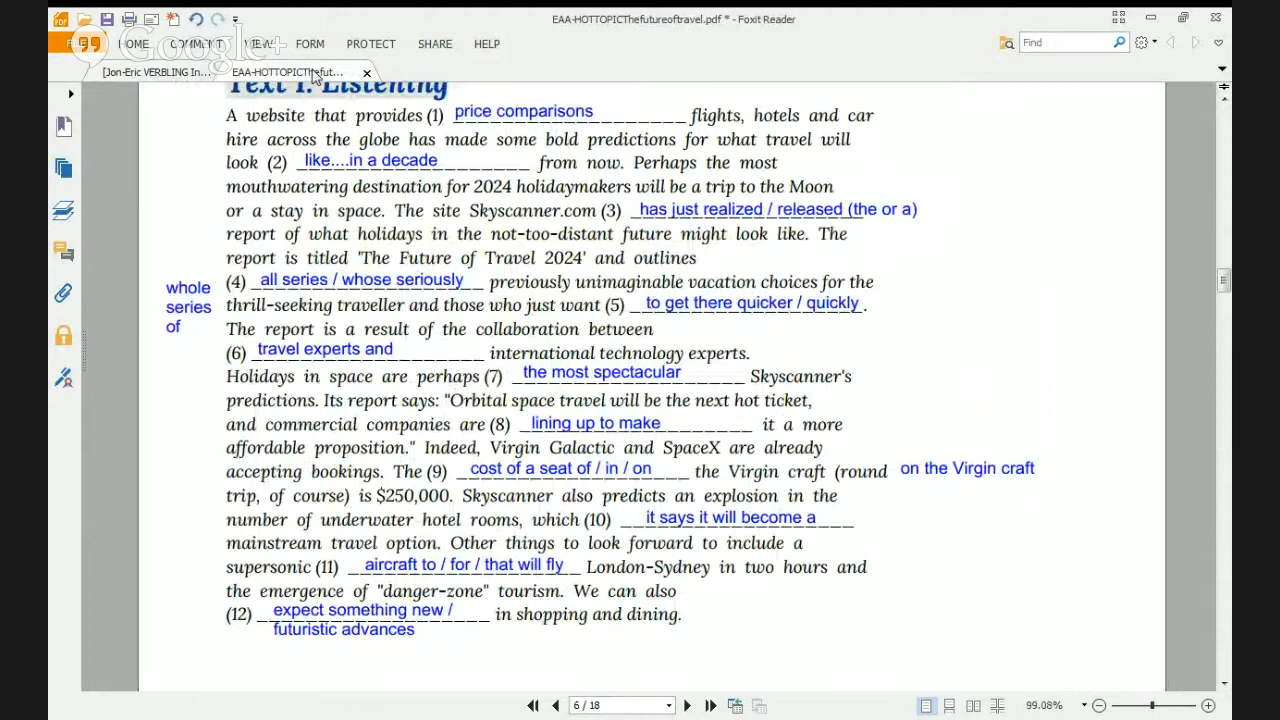 EAA-HOTTOPICThefutureoftravel.pdf * - Foxit Reader
Google+
HOME COMMENT VIEW FORM PROTECT SHARE HELP
Find
[Jon-Eric VERBLING In... EAA-HOTTOPICThefut...
Text 1. Listening
A website that provides (1) price comparisons flights, hotels and car
hire across the globe has made some bold predictions for what travel will
look (2) like....in a decade from now. Perhaps the most
mouthwatering destination for 2024 holidaymakers will be a trip to the Moon
or a stay in space. The site Skyscanner.com (3) has just realized / released (the or a)
report of what holidays in the not-too-distant future might look like. The
report is titled 'The Future of Travel 2024' and outlines
(4) all series / whose seriously previously unimaginable vacation choices for the
whole
series
of
thrill-seeking traveller and those who just want (5) to get there quicker / quickly.
The report is a result of the collaboration between
(6) travel experts and international technology experts.
Holidays in space are perhaps (7) the most spectacular Skyscanner's
predictions. Its report says: "Orbital space travel will be the next hot ticket,
and commercial companies are (8) lining up to make it a more
affordable proposition." Indeed, Virgin Galactic and SpaceX are already
accepting bookings. The (9) cost of a seat of / in / on the Virgin craft (round on the Virgin craft
trip, of course) is $250,000. Skyscanner also predicts an explosion in the
number of underwater hotel rooms, which (10) it says it will become a
mainstream travel option. Other things to look forward to include a
supersonic (11) aircraft to / for / that will fly London-Sydney in two hours and
the emergence of "danger-zone" tourism. We can also
(12) expect something new / in shopping and dining.
futuristic advances
6 / 18
99.08%